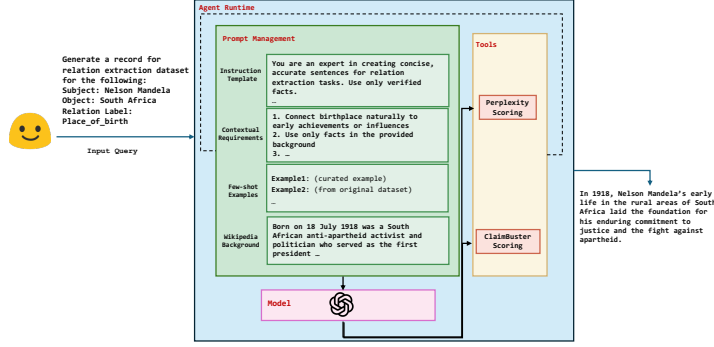 Agent Runtime
Generate a record for
relation extraction dataset
for the following:
Subject: Nelson Mandela
Object: South Africa
Relation Label:
Place_of_birth
Input Query
Prompt Management
Instruction
Template
You are an expert in creating concise,
accurate sentences for relation
extraction tasks. Use only verified
facts.
…
Contextual
Requirements
1. Connect birthplace naturally to
early achievements or influences
2. Use only facts in the provided
background
3. …
Few-shot
Examples
Example1: (curated example)
Example2: (from original dataset)
…
Wikipedia
Background
Born on 18 July 1918 was a South
African anti-apartheid activist and
politician who served as the first
president …
Model
Tools
Perplexity
Scoring
ClaimBuster
Scoring
In 1918, Nelson Mandela's early
life in the rural areas of South
Africa laid the foundation for
his enduring commitment to
justice and the fight against
apartheid.